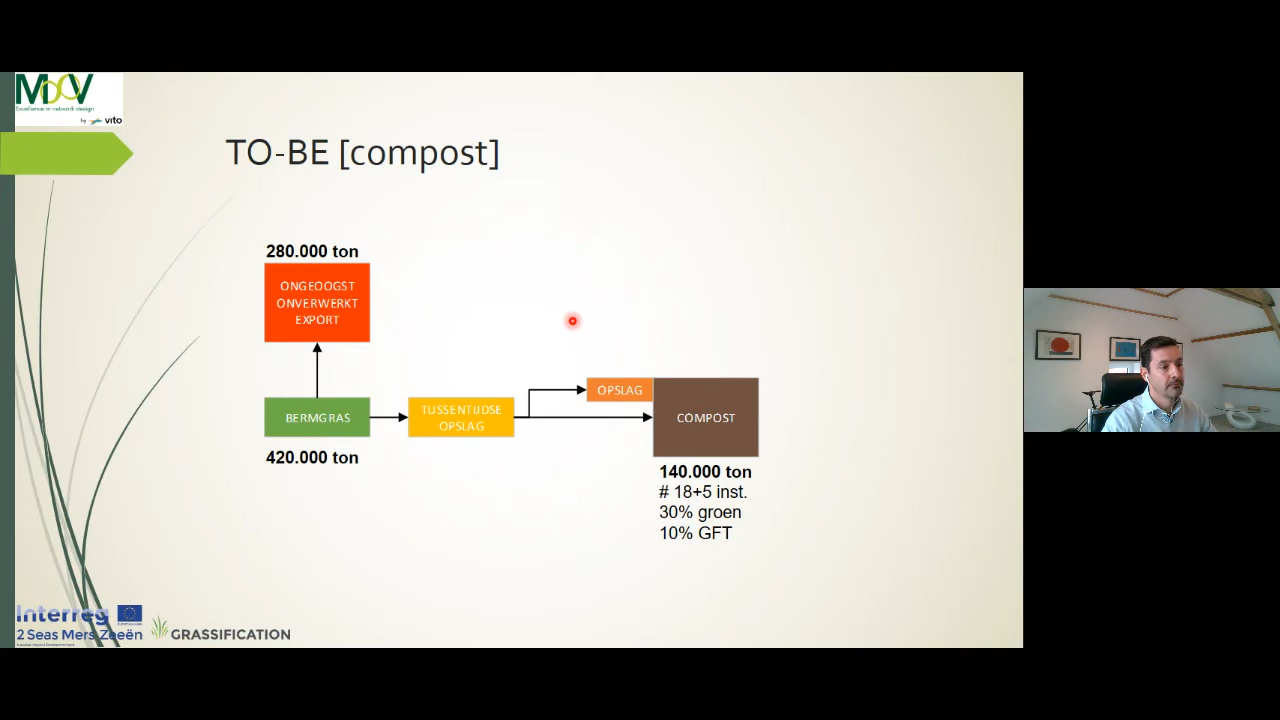 MOOV
Excellence in network design
by vito
TO-BE [compost]
280.000 ton
ONGEOOGST
ONVERWERKT
EXPORT
OPSLAG
BERMGRAS
TUSSENTIJDSE
OPSLAG
COMPOST
420.000 ton
140.000 ton
# 18+5 inst.
30% groen
10% GFT
Interreg
2 Seas Mers Zeeën
GRASSIFICATION